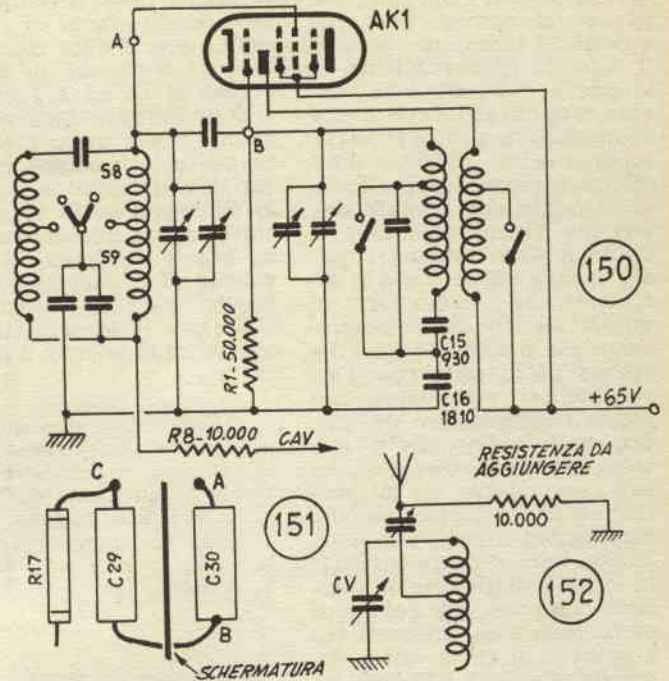 AK1
A
B
S8
S9
150
C15
930
C16
1810
R1-50.000
+65V
R8-10.000
CAV
RESISTENZA DA
AGGIUNGERE
10.000
C
A
R17
C29
C30
B
151
SCHERMATURA
CV
152